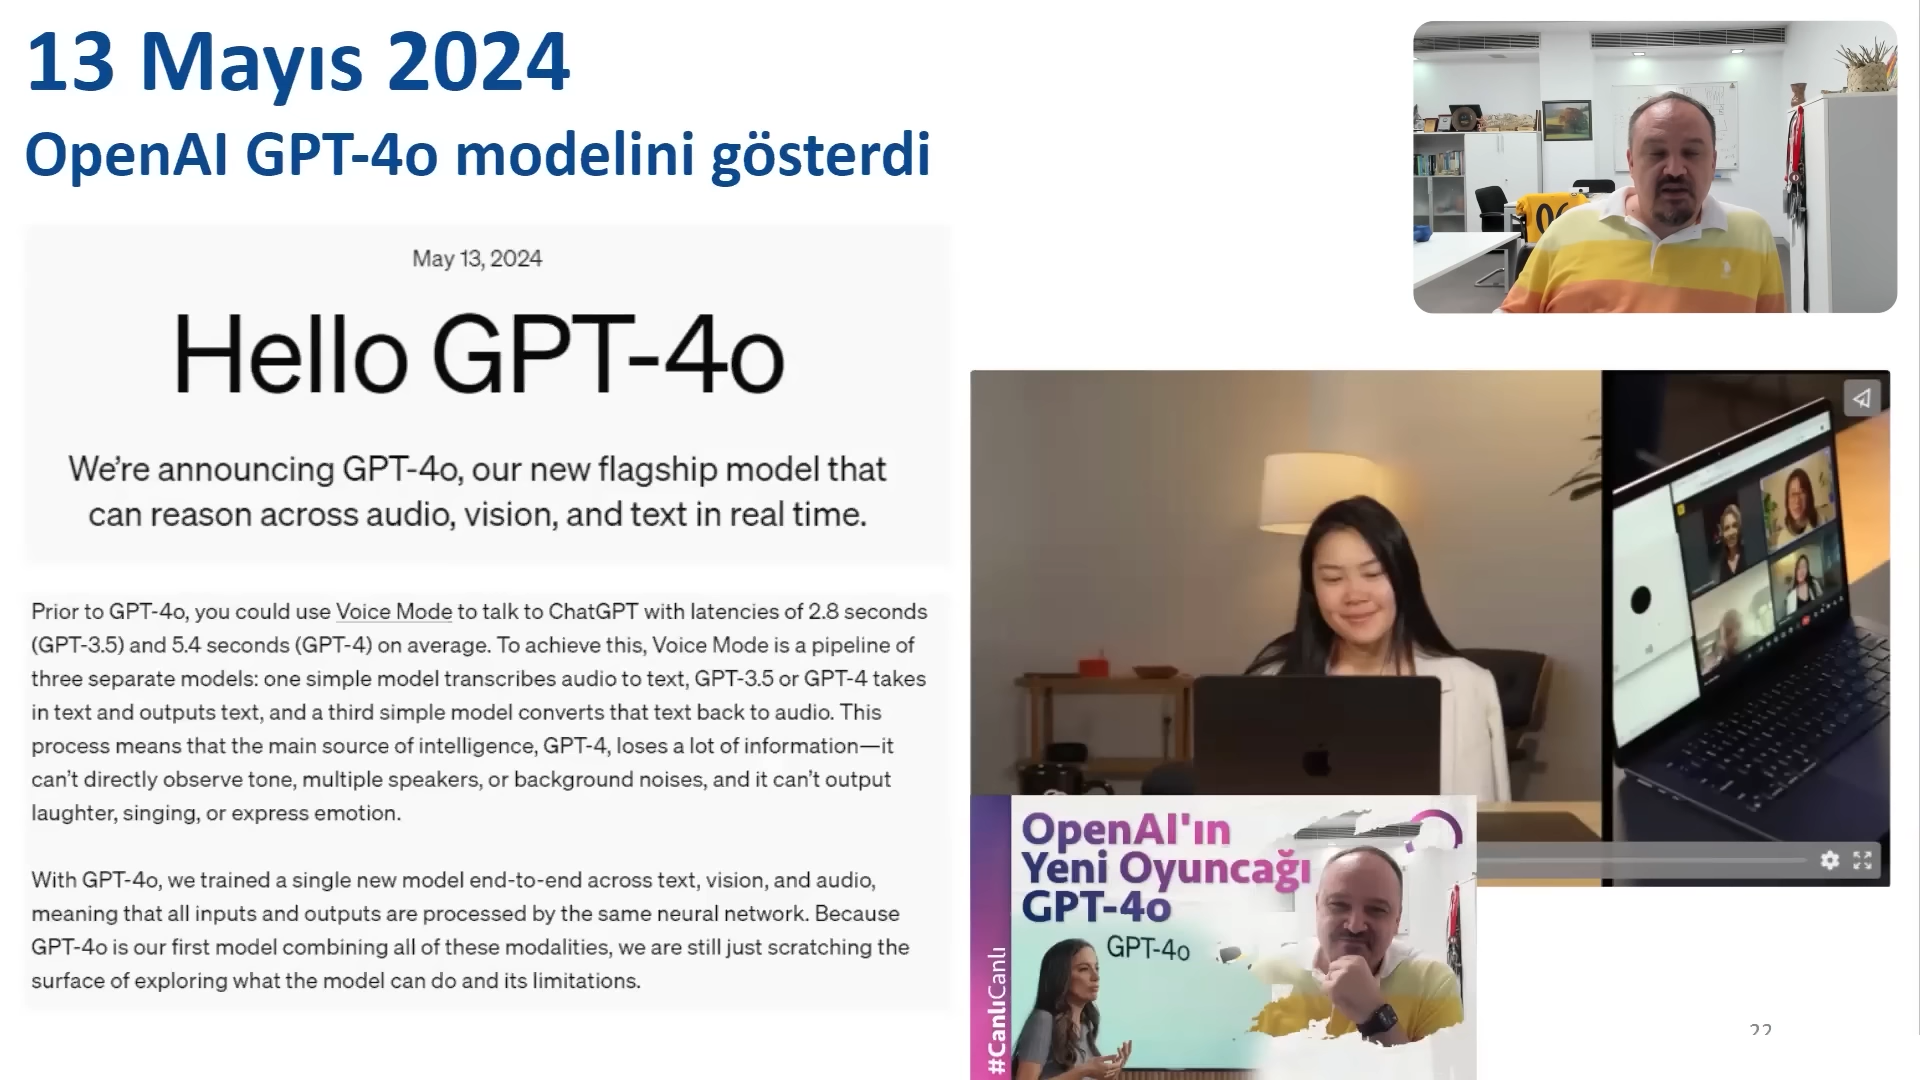 13 Mayıs 2024
OpenAI GPT-4o modelini gösterdi
May 13, 2024
Hello GPT-4o
We’re announcing GPT-4o, our new flagship model that
can reason across audio, vision, and text in real time.
Prior to GPT-4o, you could use Voice Mode to talk to ChatGPT with latencies of 2.8 seconds
(GPT-3.5) and 5.4 seconds (GPT-4) on average. To achieve this, Voice Mode is a pipeline of
three separate models: one simple model transcribes audio to text, GPT-3.5 or GPT-4 takes
in text and outputs text, and a third simple model converts that text back to audio. This
process means that the main source of intelligence, GPT-4, loses a lot of information—it
can’t directly observe tone, multiple speakers, or background noises, and it can’t output
laughter, singing, or express emotion.
With GPT-4o, we trained a single new model end-to-end across text, vision, and audio,
meaning that all inputs and outputs are processed by the same neural network. Because
GPT-4o is our first model combining all of these modalities, we are still just scratching the
surface of exploring what the model can do and its limitations.
06
OpenAI'ın
Yeni Oyuncağı
GPT-4o
GPT-4o
#CanlıCanlı
22